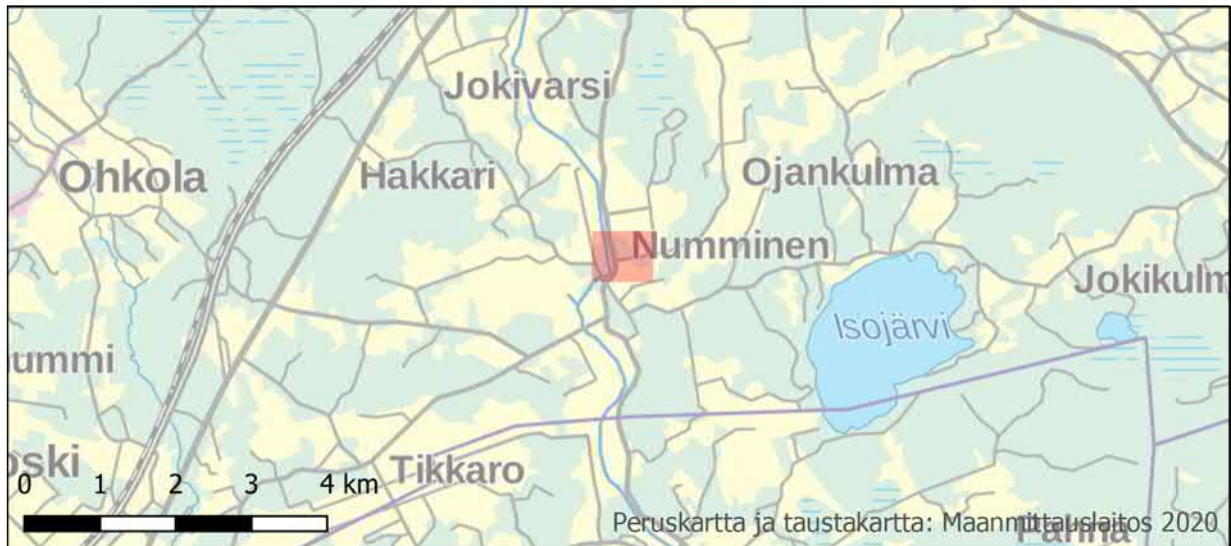 Jokivarsi
Ohkola
Hakkari
Ojankulma
Numminen
Jokikulm
Isojärvi
ummi
oski
Tikkaro
0 1 2 3 4 km
Peruskartta ja taustakartta: Maanmittauslaitos 2020